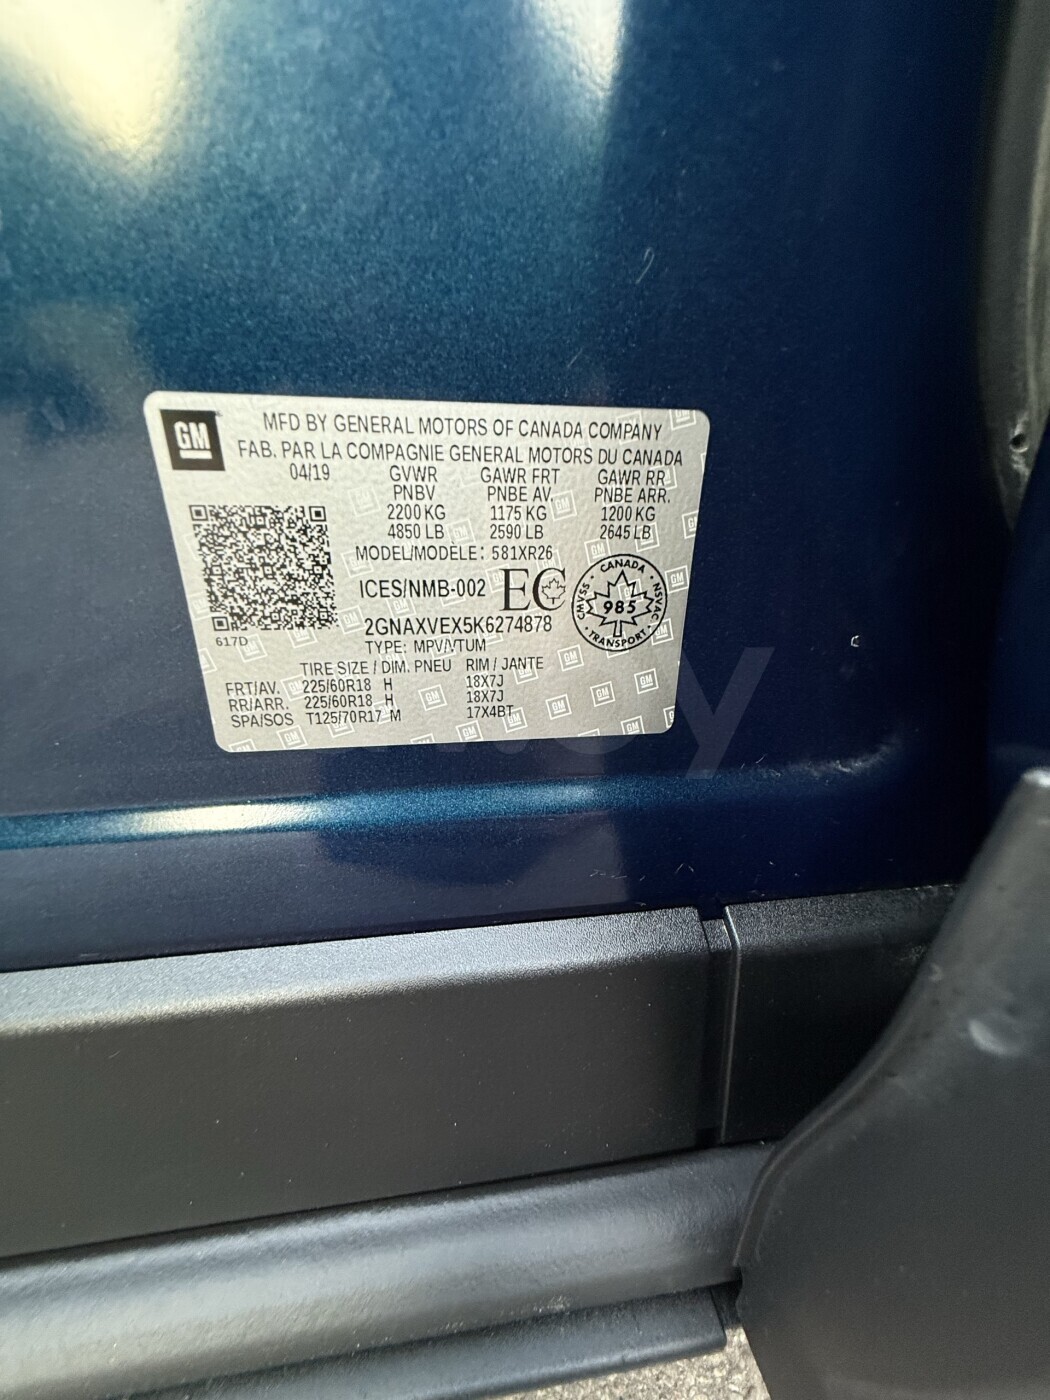 GM
MFD BY GENERAL MOTORS OF CANADA COMPANY
FAB. PAR LA COMPAGNIE GENERAL MOTORS DU CANADA
04/19 GVWR GAWR FRT GAWR RR
PNBV PNBE AV. PNBE ARR.
2200 KG 1175 KG 1200 KG
4850 LB 2590 LB 2645 LB
MODEL/MODÈLE: 581XR26
ICES/NMB-002 EC
CANADA
CMVSS 985 NSVAC
TRANSPORT
617D
2GNAXVEX5K6274878
TYPE: MPV/VTUM
TIRE SIZE / DIM. PNEU RIM / JANTE
FRT/AV. 225/60R18 H 18X7J
RR/ARR. 225/60R18 H 18X7J
SPA/SOS T125/70R17 M 17X4BT